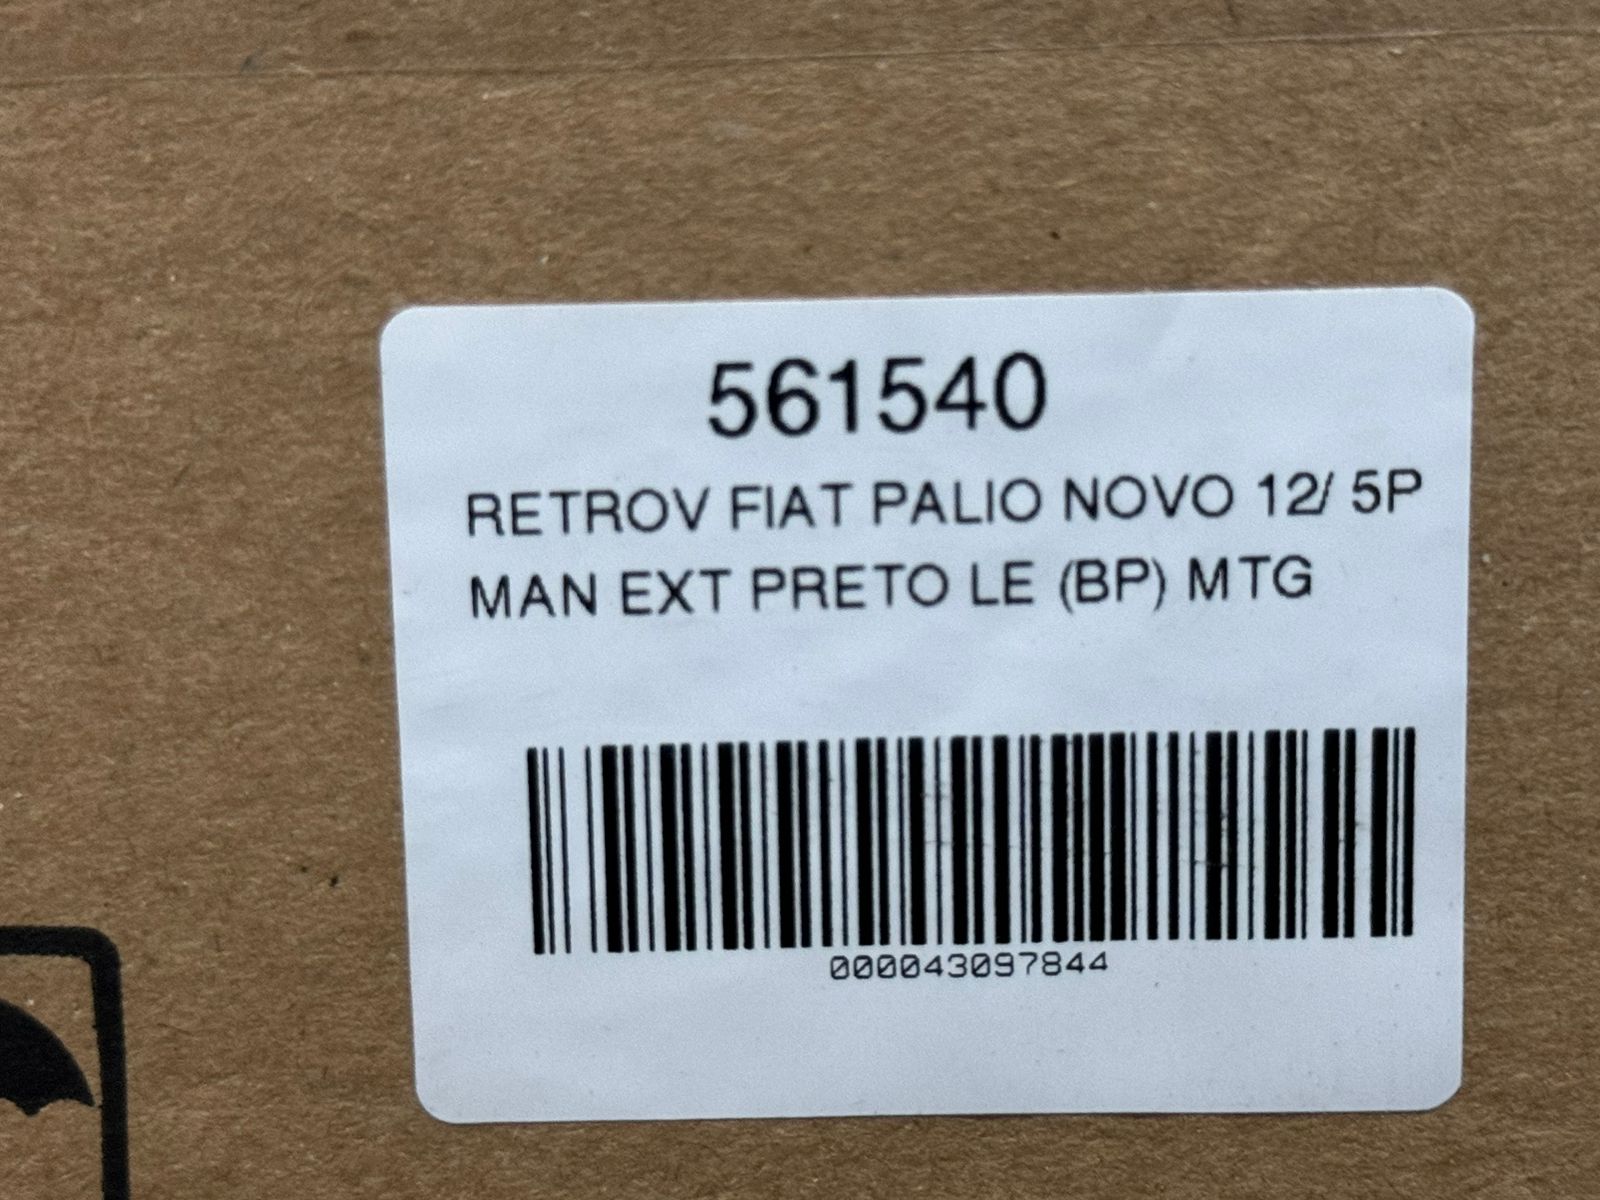 561540
RETROV FIAT PALIO NOVO 12/ 5P
MAN EXT PRETO LE (BP) MTG
000043097844